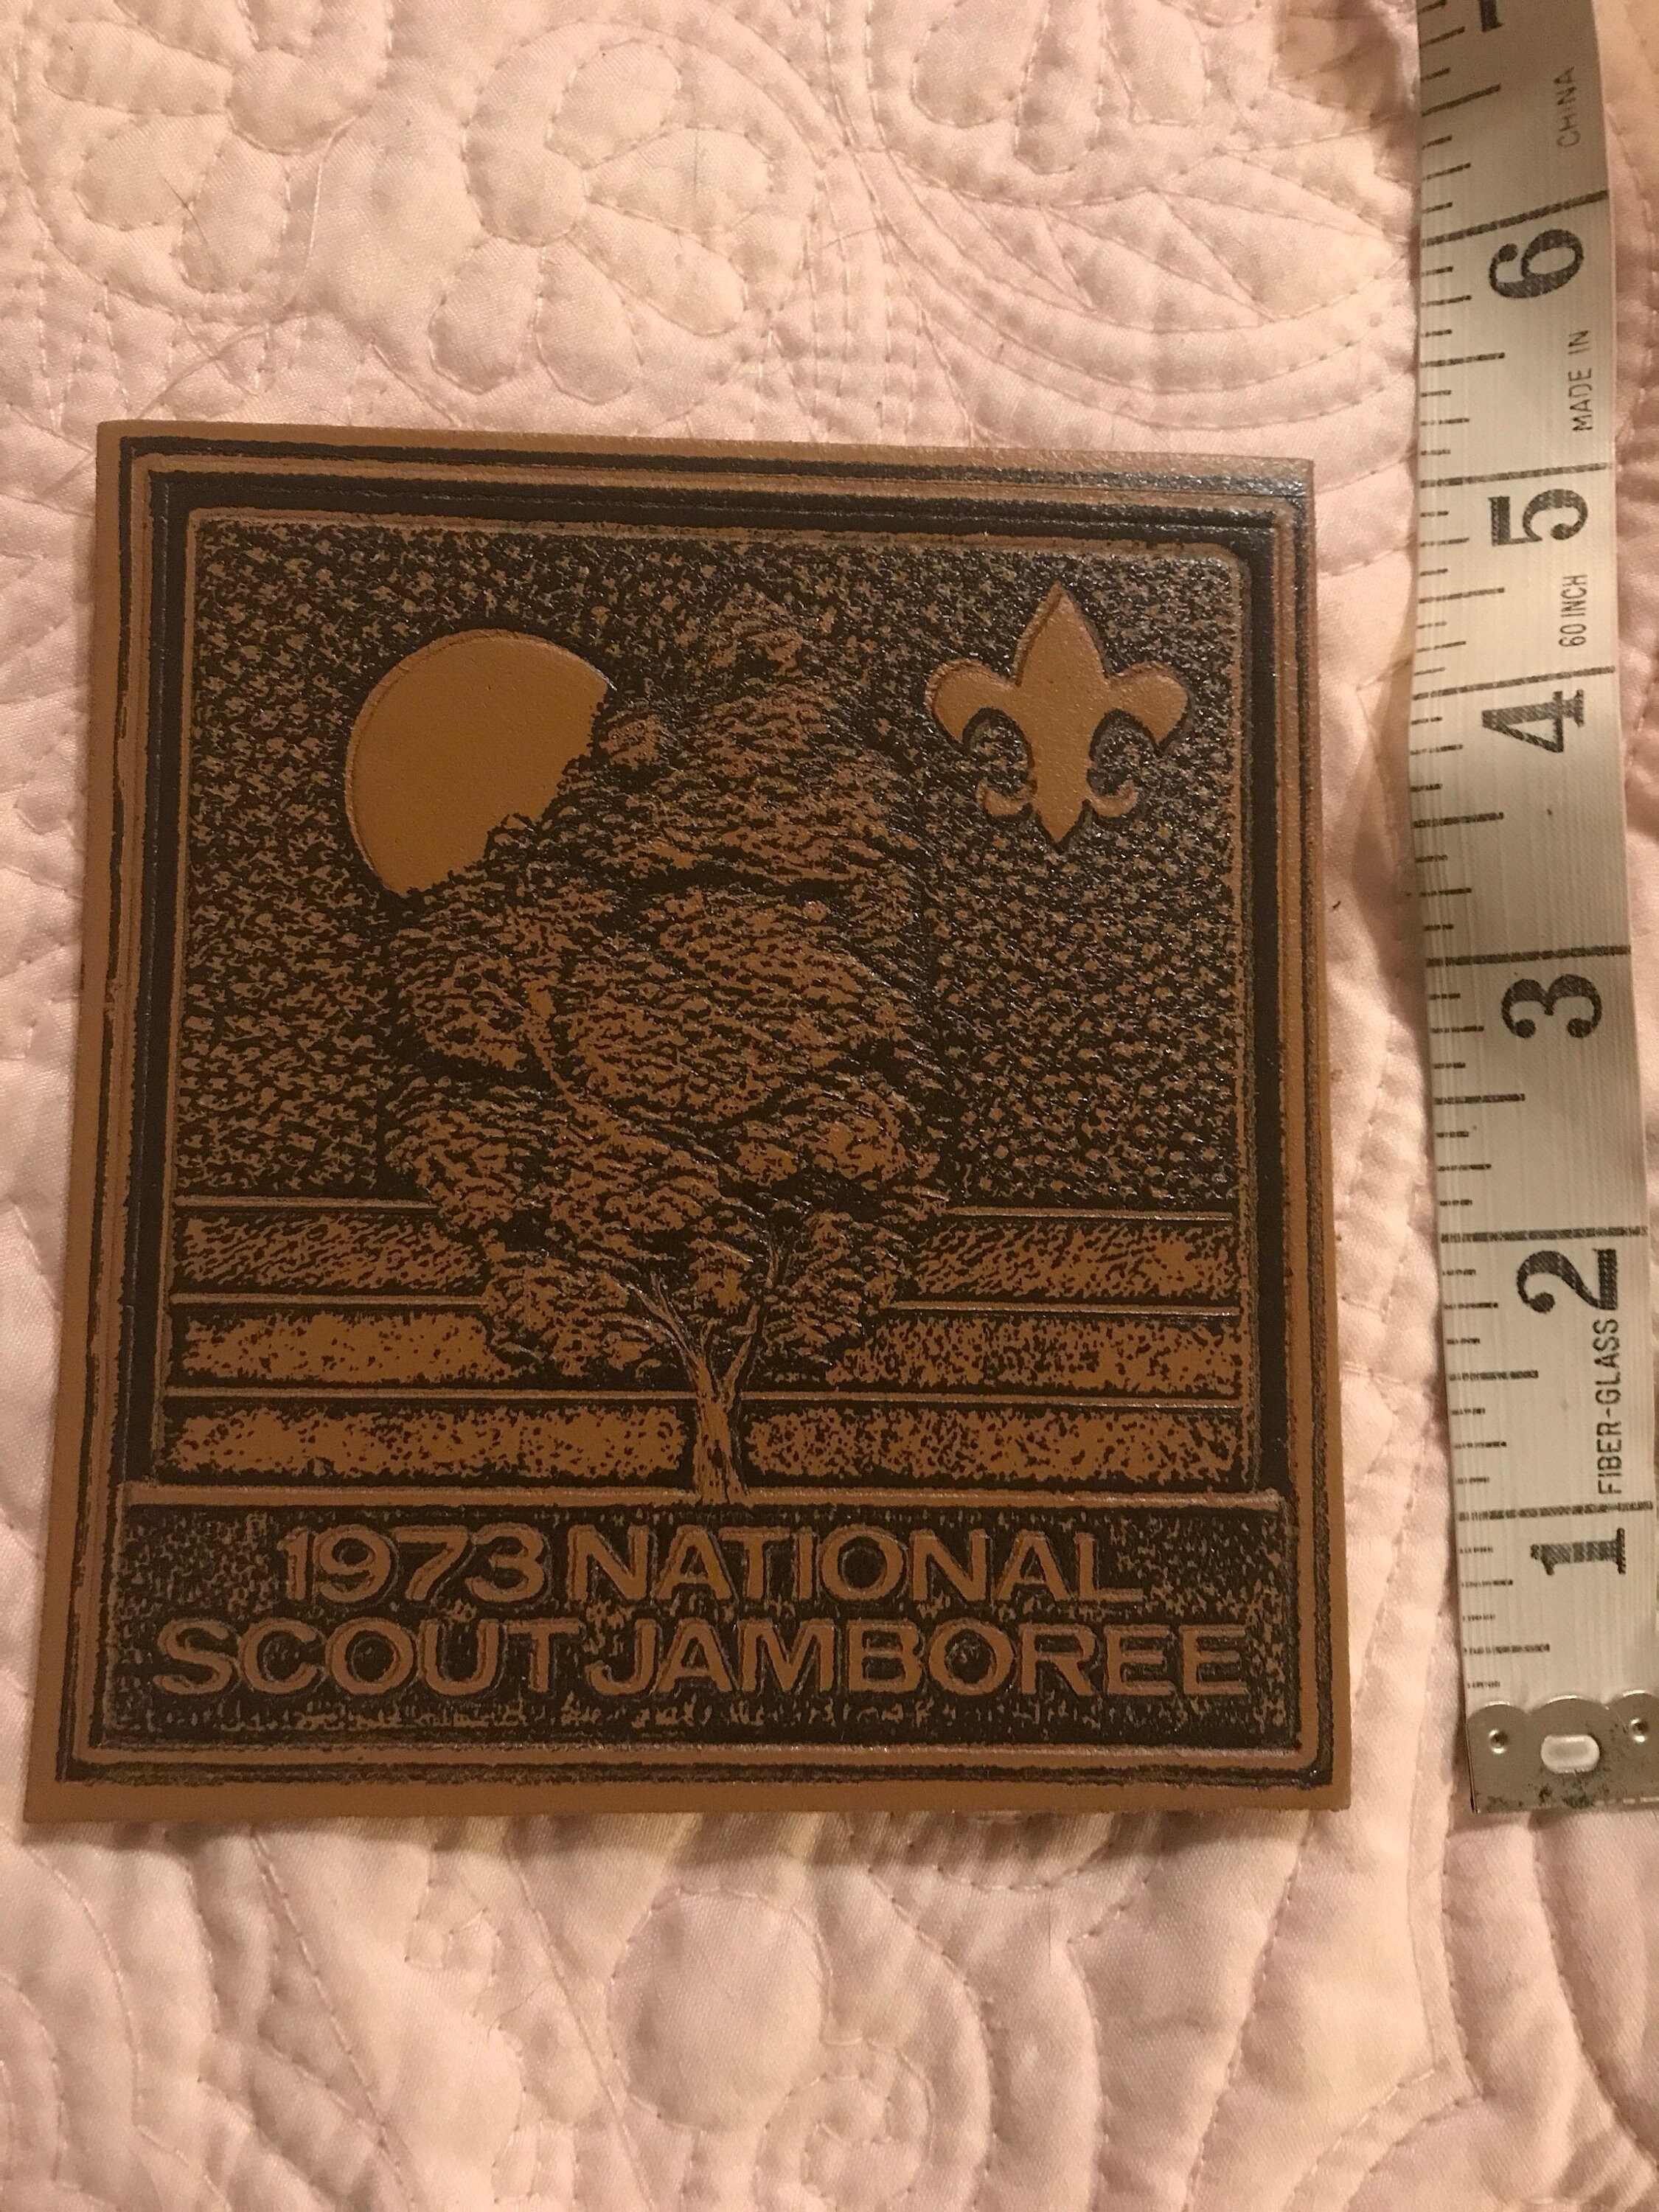 1973 NATIONAL
SCOUT JAMBOREE
1 2 3 4 5 6
FIBER-GLASS 60 INCH MADE IN CHINA